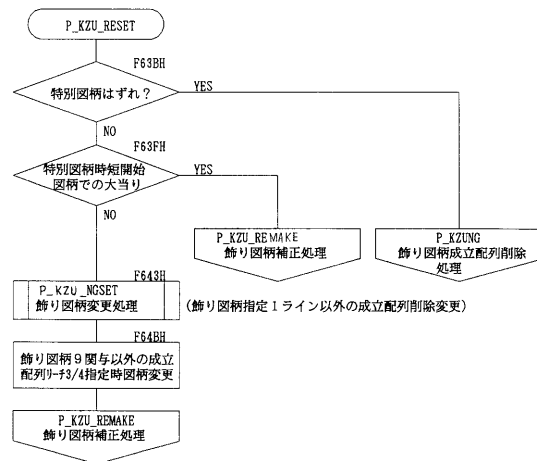 P_KZU_RESET
F63BH
特別図柄はずれ?
YES
NO
F63FH
特別図柄時短開始
図柄での大当り
YES
NO
P_KZU_REMAKE
飾り図柄補正処理
P_KZUNG
飾り図柄成立配列削除
処理
F643H
P_KZU_NGSET
飾り図柄変更処理
(飾り図柄指定1ライン以外の成立配列削除変更)
F64BH
飾り図柄9関与以外の成立
配列リーチ3/4指定時図柄変更
P_KZU_REMAKE
飾り図柄補正処理